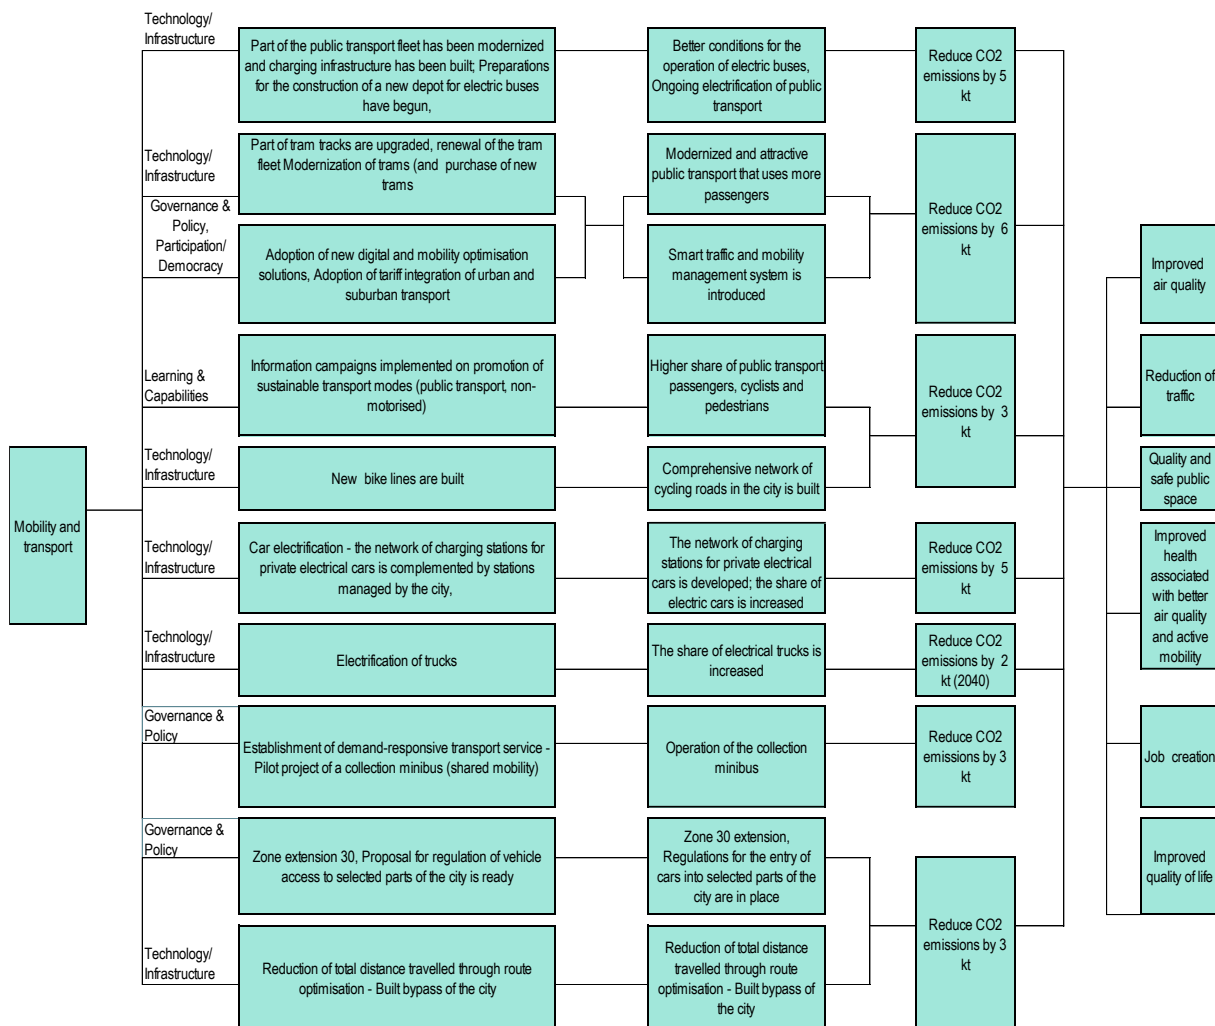 Technology/
Infrastructure
Part of the public transport fleet has been modernized
and charging infrastructure has been built; Preparations
for the construction of a new depot for electric buses
have begun,
Better conditions for the
operation of electric buses,
Ongoing electrification of public
transport
Reduce CO2
emissions by 5
kt
Technology/
Infrastructure
Part of tram tracks are upgraded, renewal of the tram
fleet Modernization of trams (and purchase of new
trams
Modernized and attractive
public transport that uses more
passengers
Reduce CO2
emissions by 6
kt
Governance &
Policy,
Participation/
Democracy
Adoption of new digital and mobility optimisation
solutions, Adoption of tariff integration of urban and
suburban transport
Smart traffic and mobility
management system is
introduced
Learning &
Capabilities
Information campaigns implemented on promotion of
sustainable transport modes (public transport, non-
motorised)
Higher share of public transport
passengers, cyclists and
pedestrians
Reduce CO2
emissions by 3
kt
Technology/
Infrastructure
New bike lines are built
Comprehensive network of
cycling roads in the city is built
Mobility and
transport
Technology/
Infrastructure
Car electrification - the network of charging stations for
private electrical cars is complemented by stations
managed by the city,
The network of charging
stations for private electrical
cars is developed; the share of
electric cars is increased
Reduce CO2
emissions by 5
kt
Technology/
Infrastructure
Electrification of trucks
The share of electrical trucks is
increased
Reduce CO2
emissions by 2
kt (2040)
Governance &
Policy
Establishment of demand-responsive transport service -
Pilot project of a collection minibus (shared mobility)
Operation of the collection
minibus
Reduce CO2
emissions by 3
kt
Governance &
Policy
Zone extension 30, Proposal for regulation of vehicle
access to selected parts of the city is ready
Zone 30 extension,
Regulations for the entry of
cars into selected parts of the
city are in place
Reduce CO2
emissions by 3
kt
Technology/
Infrastructure
Reduction of total distance travelled through route
optimisation - Built bypass of the city
Reduction of total distance
travelled through route
optimisation - Built bypass of
the city
Improved
air quality
Reduction of
traffic
Quality and
safe public
space
Improved
health
associated
with better
air quality
and active
mobility
Job creation
Improved
quality of life